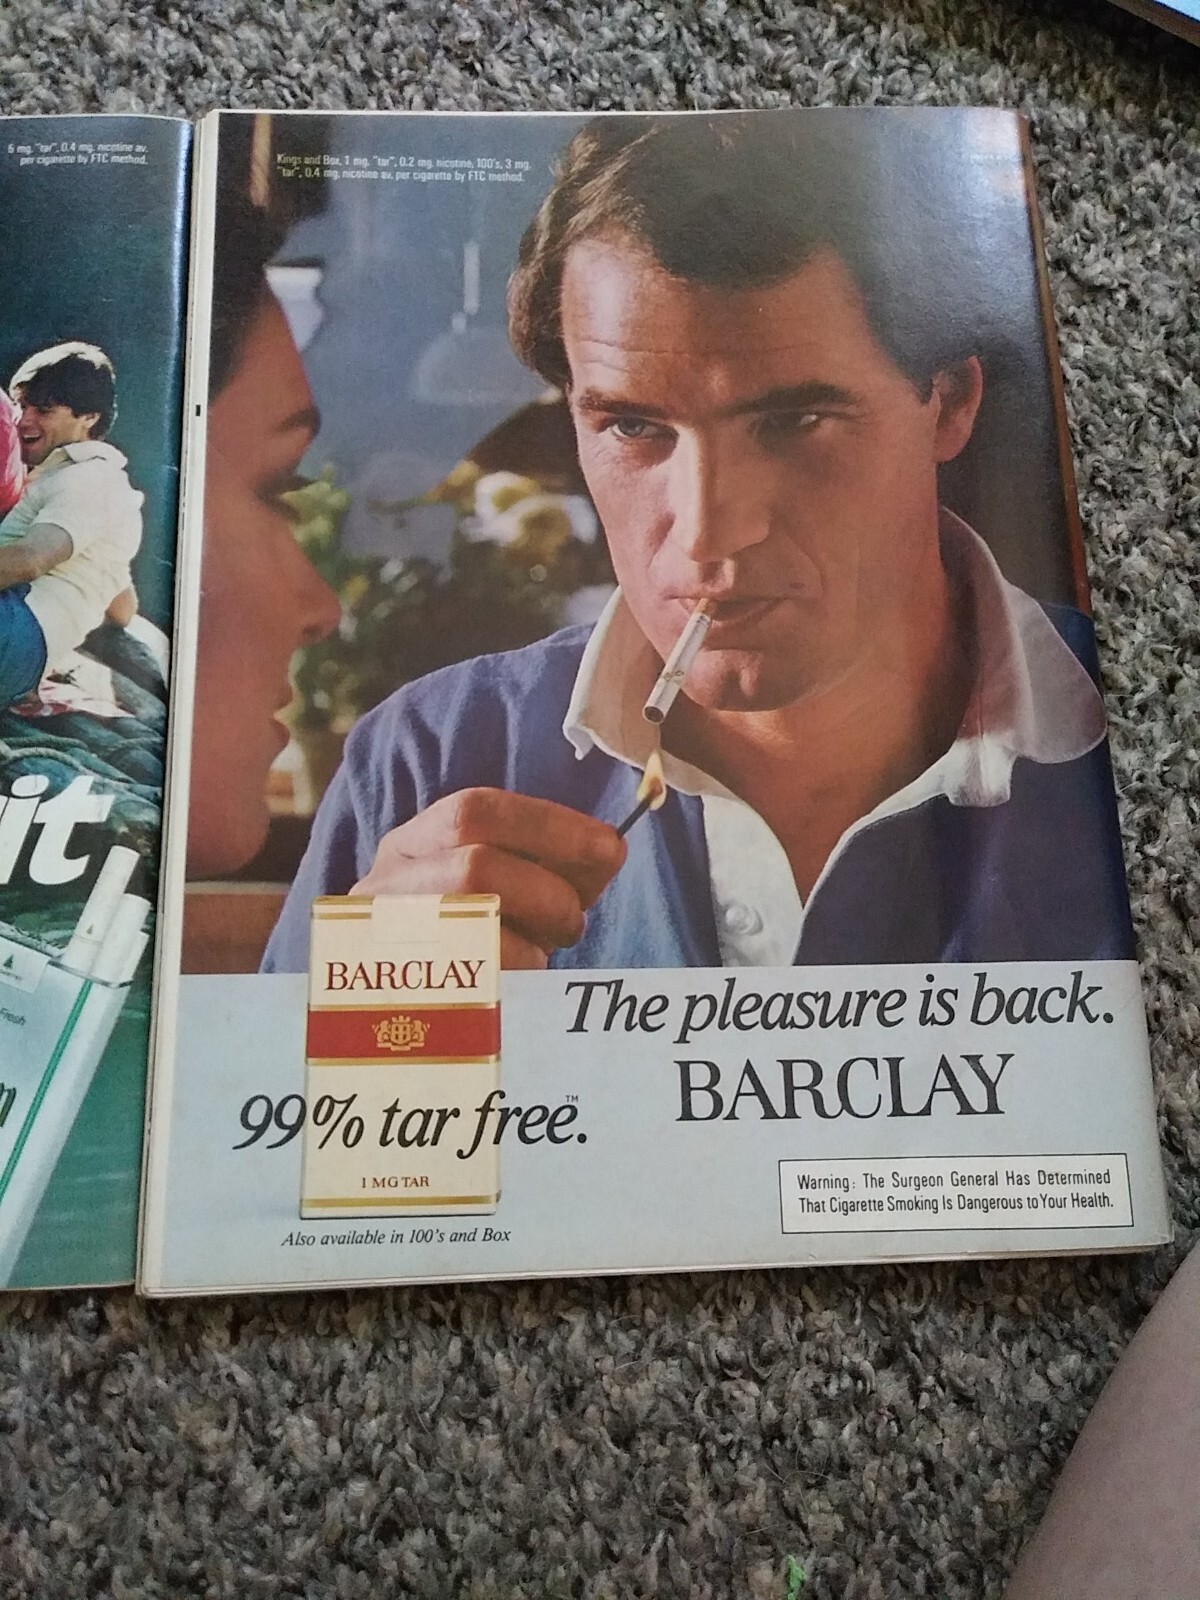 6 mg. "tar", 0.4 mg. nicotine av.
per cigarette by FTC method.
it
Fresh
Kings and Box, 1 mg. "tar", 0.2 mg. nicotine, 100's, 3 mg.
"tar", 0.4 mg. nicotine av. per cigarette by FTC method.
BARCLAY
99% tar free.™
1 MG TAR
Also available in 100's and Box
The pleasure is back.
BARCLAY
Warning: The Surgeon General Has Determined
That Cigarette Smoking Is Dangerous to Your Health.